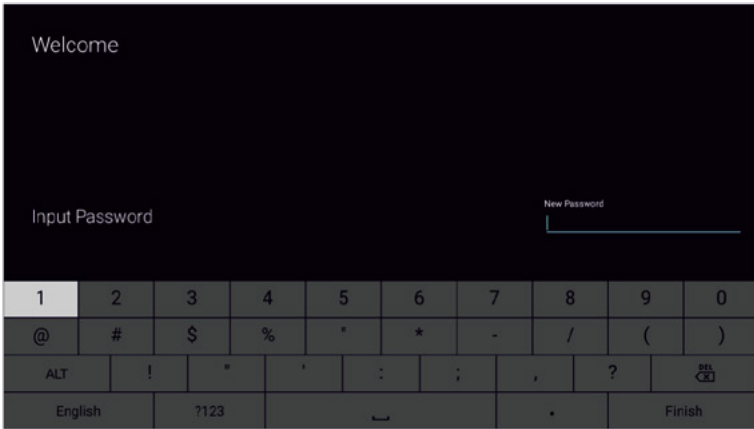 Welcome
New Password
Input Password
1 2 3 4 5 6 7 8 9 0
@ # $ % * - / ( )
ALT ! " ' : ; , ? DEL
English ?123 . Finish